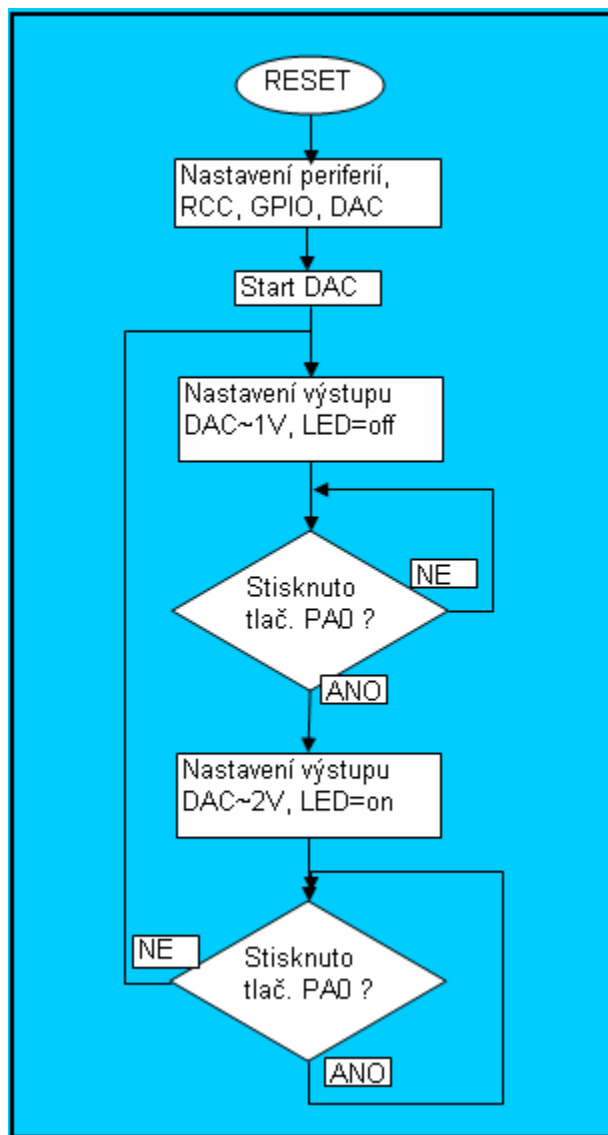 RESET
Nastavení periferií,
RCC, GPIO, DAC
Start DAC
Nastavení výstupu
DAC~1V, LED=off
Stisknuto
tlač. PA0 ?
NE
ANO
Nastavení výstupu
DAC~2V, LED=on
Stisknuto
tlač. PA0 ?
NE
ANO